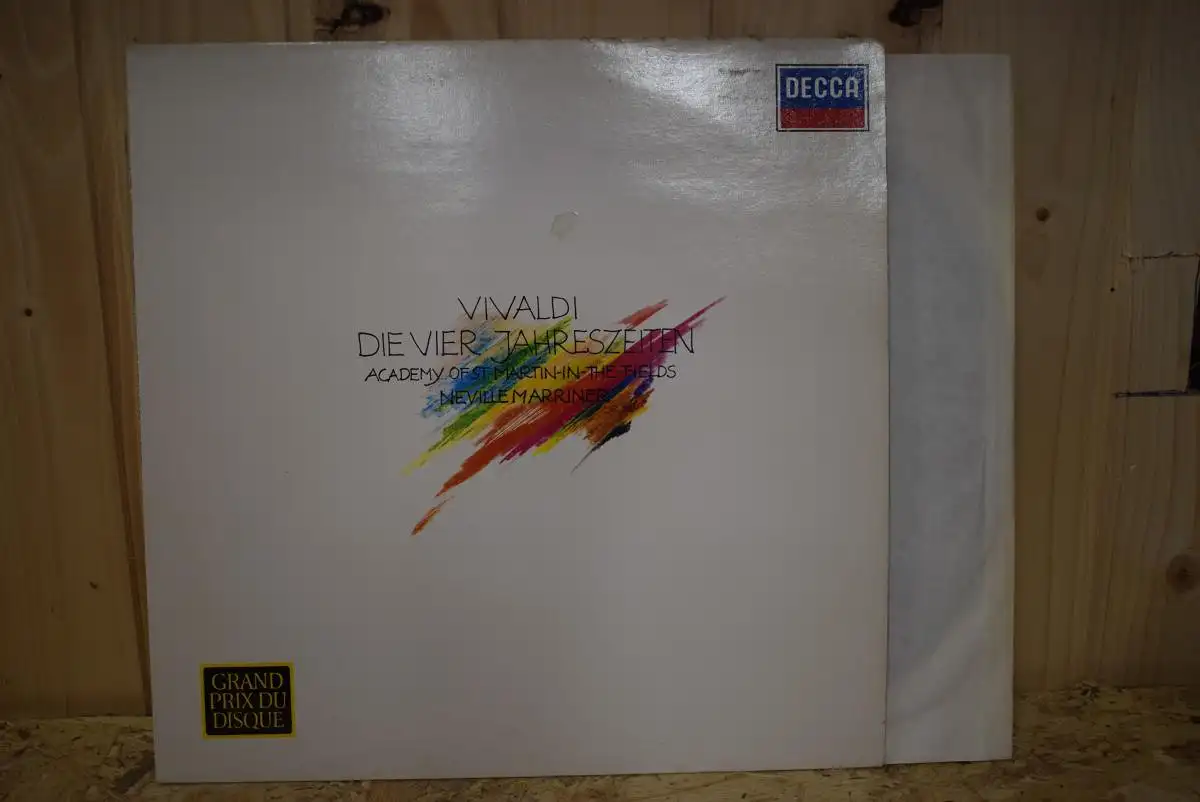 DECCA
VIVALDI
DIE VIER JAHRESZEITEN
ACADEMY OF ST. MARTIN-IN-THE FIELDS
NEVILLE MARRINER
GRAND
PRIX DU
DISQUE